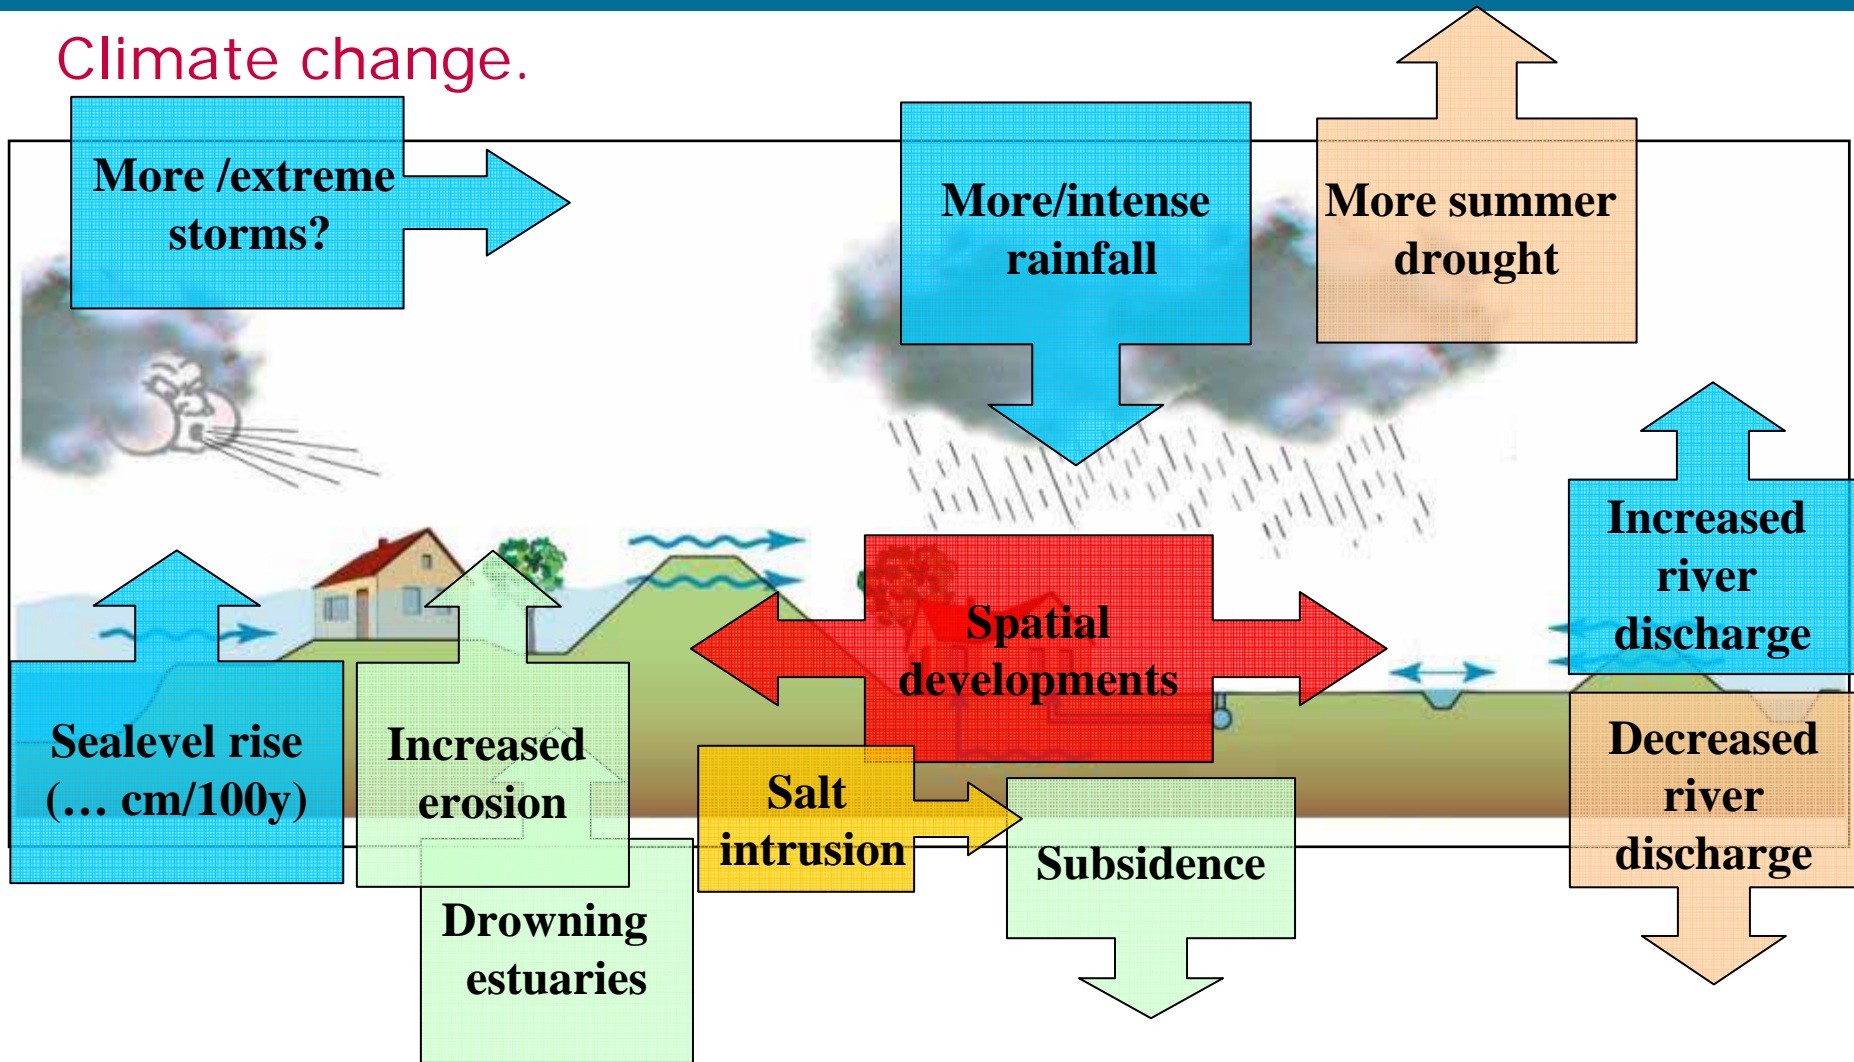 Climate change.
More /extreme
storms?
More/intense
rainfall
More summer
drought
Increased
river
discharge
Spatial
developments
Sealevel rise
(... cm/100y)
Increased
erosion
Salt
intrusion
Subsidence
Decreased
river
discharge
Drowning
estuaries